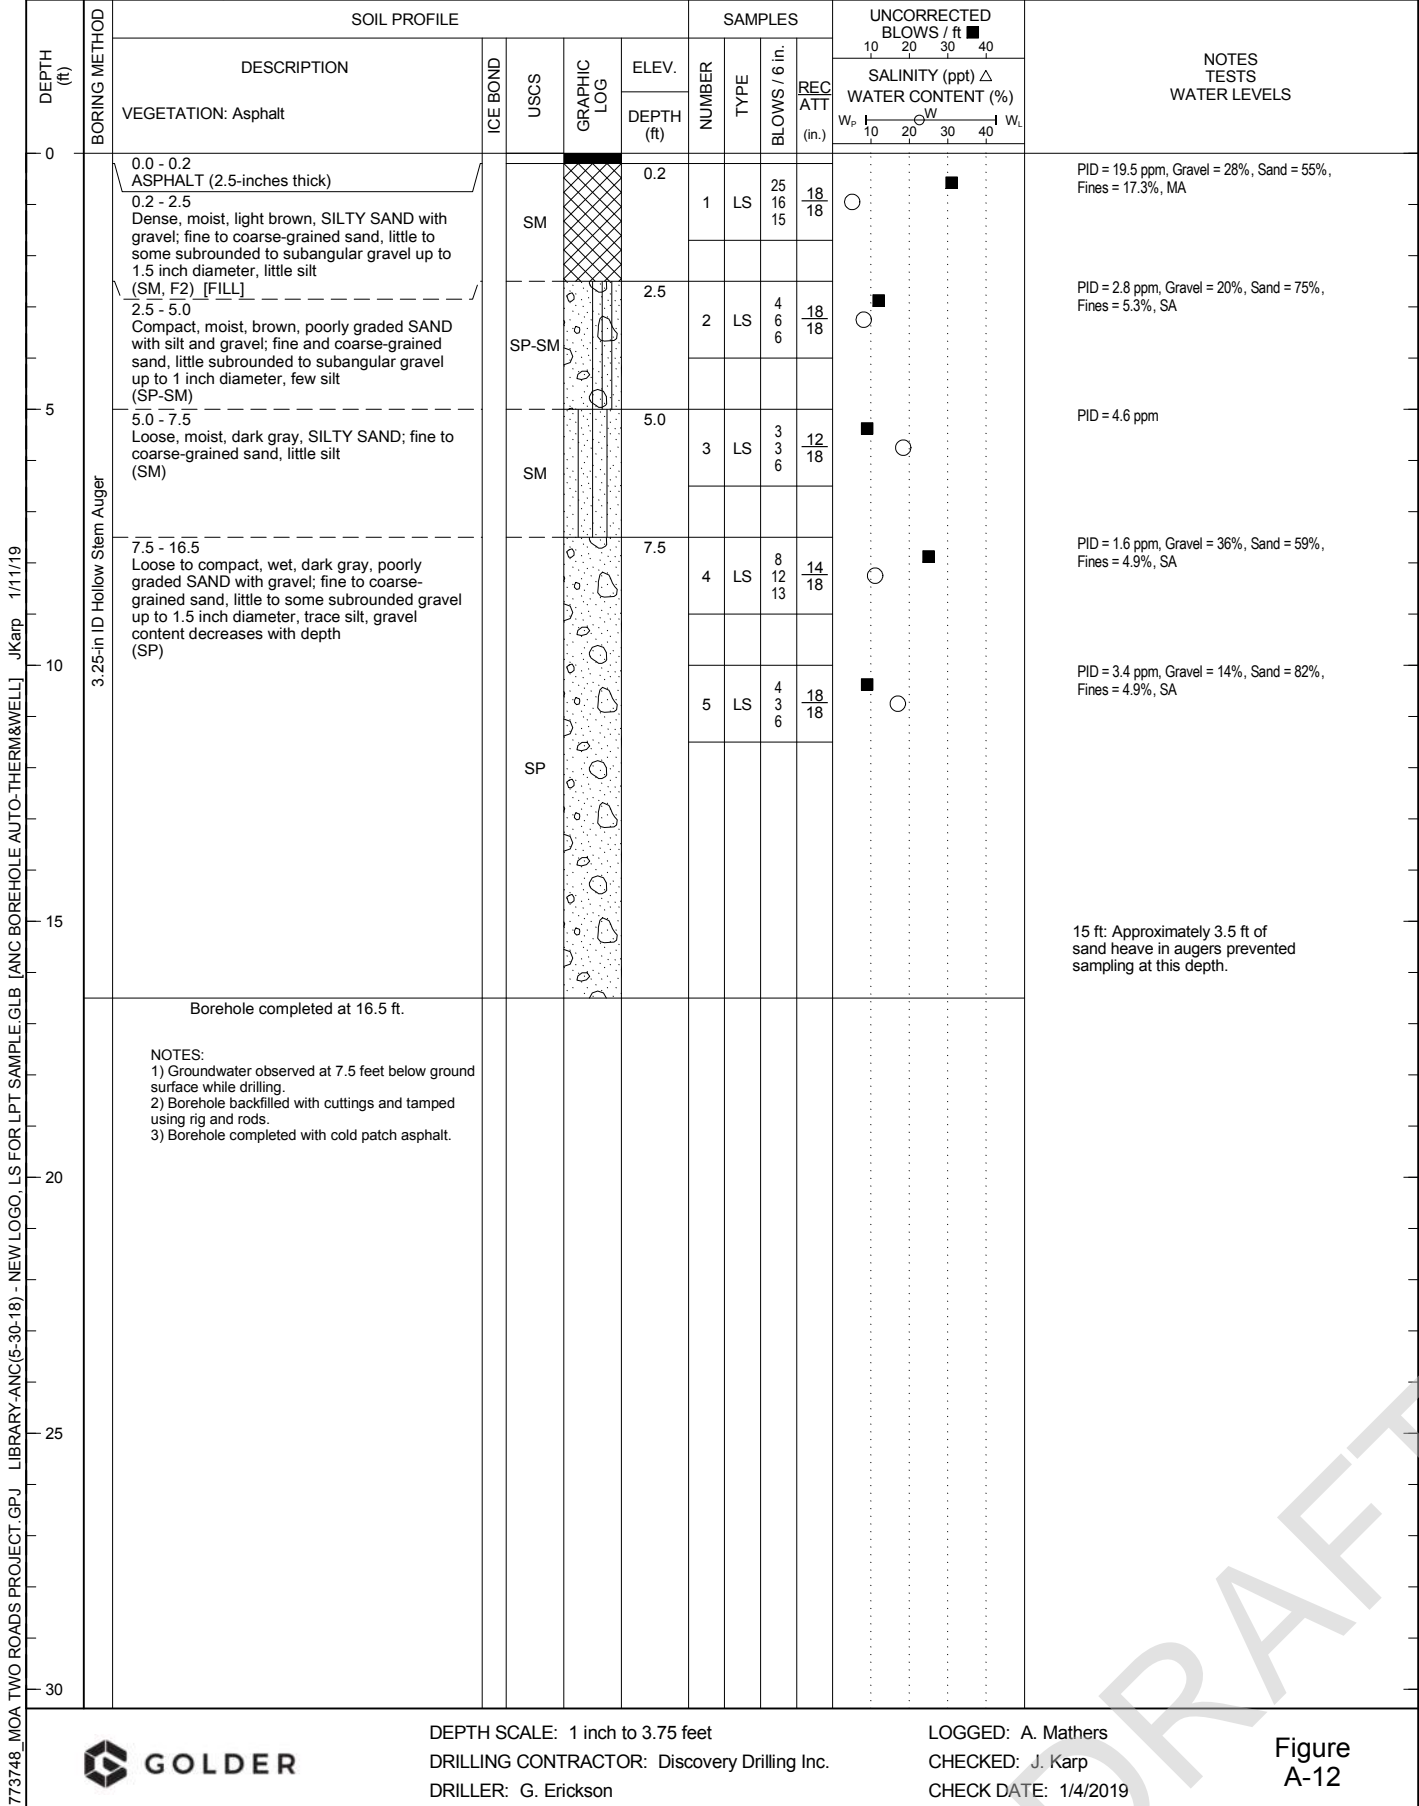 DEPTH
(ft)
BORING METHOD
SOIL PROFILE
DESCRIPTION
VEGETATION: Asphalt
ICE BOND
USCS
GRAPHIC
LOG
ELEV.
DEPTH
(ft)
SAMPLES
NUMBER
TYPE
BLOWS / 6 in.
REC
ATT
(in.)
UNCORRECTED
BLOWS / ft ■
10 20 30 40
SALINITY (ppt) △
WATER CONTENT (%)
WP W WL
10 20 30 40
NOTES
TESTS
WATER LEVELS
0
5
10
15
20
25
30
3.25-in ID Hollow Stem Auger
0.0 - 0.2
ASPHALT (2.5-inches thick)
0.2 - 2.5
Dense, moist, light brown, SILTY SAND with
gravel; fine to coarse-grained sand, little to
some subrounded to subangular gravel up to
1.5 inch diameter, little silt
(SM, F2) [FILL]
2.5 - 5.0
Compact, moist, brown, poorly graded SAND
with silt and gravel; fine and coarse-grained
sand, little subrounded to subangular gravel
up to 1 inch diameter, few silt
(SP-SM)
5.0 - 7.5
Loose, moist, dark gray, SILTY SAND; fine to
coarse-grained sand, little silt
(SM)
7.5 - 16.5
Loose to compact, wet, dark gray, poorly
graded SAND with gravel; fine to coarse-
grained sand, little to some subrounded gravel
up to 1.5 inch diameter, trace silt, gravel
content decreases with depth
(SP)
SM
SP-SM
SM
SP
0.2
2.5
5.0
7.5
1 LS 25 16 15 18/18
2 LS 4 6 6 18/18
3 LS 3 3 6 12/18
4 LS 8 12 13 14/18
5 LS 4 3 6 18/18
PID = 19.5 ppm, Gravel = 28%, Sand = 55%,
Fines = 17.3%, MA
PID = 2.8 ppm, Gravel = 20%, Sand = 75%,
Fines = 5.3%, SA
PID = 4.6 ppm
PID = 1.6 ppm, Gravel = 36%, Sand = 59%,
Fines = 4.9%, SA
PID = 3.4 ppm, Gravel = 14%, Sand = 82%,
Fines = 4.9%, SA
15 ft: Approximately 3.5 ft of
sand heave in augers prevented
sampling at this depth.
Borehole completed at 16.5 ft.
NOTES:
1) Groundwater observed at 7.5 feet below ground
surface while drilling.
2) Borehole backfilled with cuttings and tamped
using rig and rods.
3) Borehole completed with cold patch asphalt.
773748_MOA TWO ROADS PROJECT.GPJ LIBRARY-ANC(5-30-18) - NEW LOGO, LS FOR LPT SAMPLE.GLB [ANC BOREHOLE AUTO-THERM&WELL] JKarp 1/11/19
DRAFT
GOLDER
DEPTH SCALE: 1 inch to 3.75 feet
DRILLING CONTRACTOR: Discovery Drilling Inc.
DRILLER: G. Erickson
LOGGED: A. Mathers
CHECKED: J. Karp
CHECK DATE: 1/4/2019
Figure
A-12